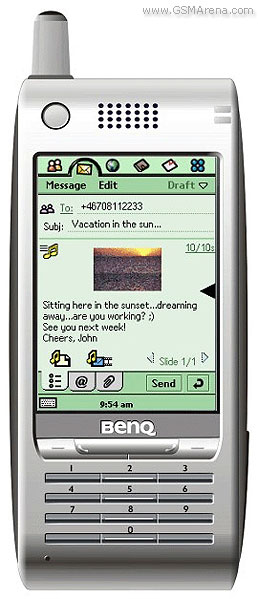 www.GSMArena.com
Message Edit Draft
To: +46708112233
Subj: Vacation in the sun...
10/10s
Sitting here in the sunset...dreaming
away...are you working? ;)
See you next week!
Cheers, John
Slide 1/1
@ Send
9:54 am
BENQ
1 2 3
4 5 6
7 8 9
0